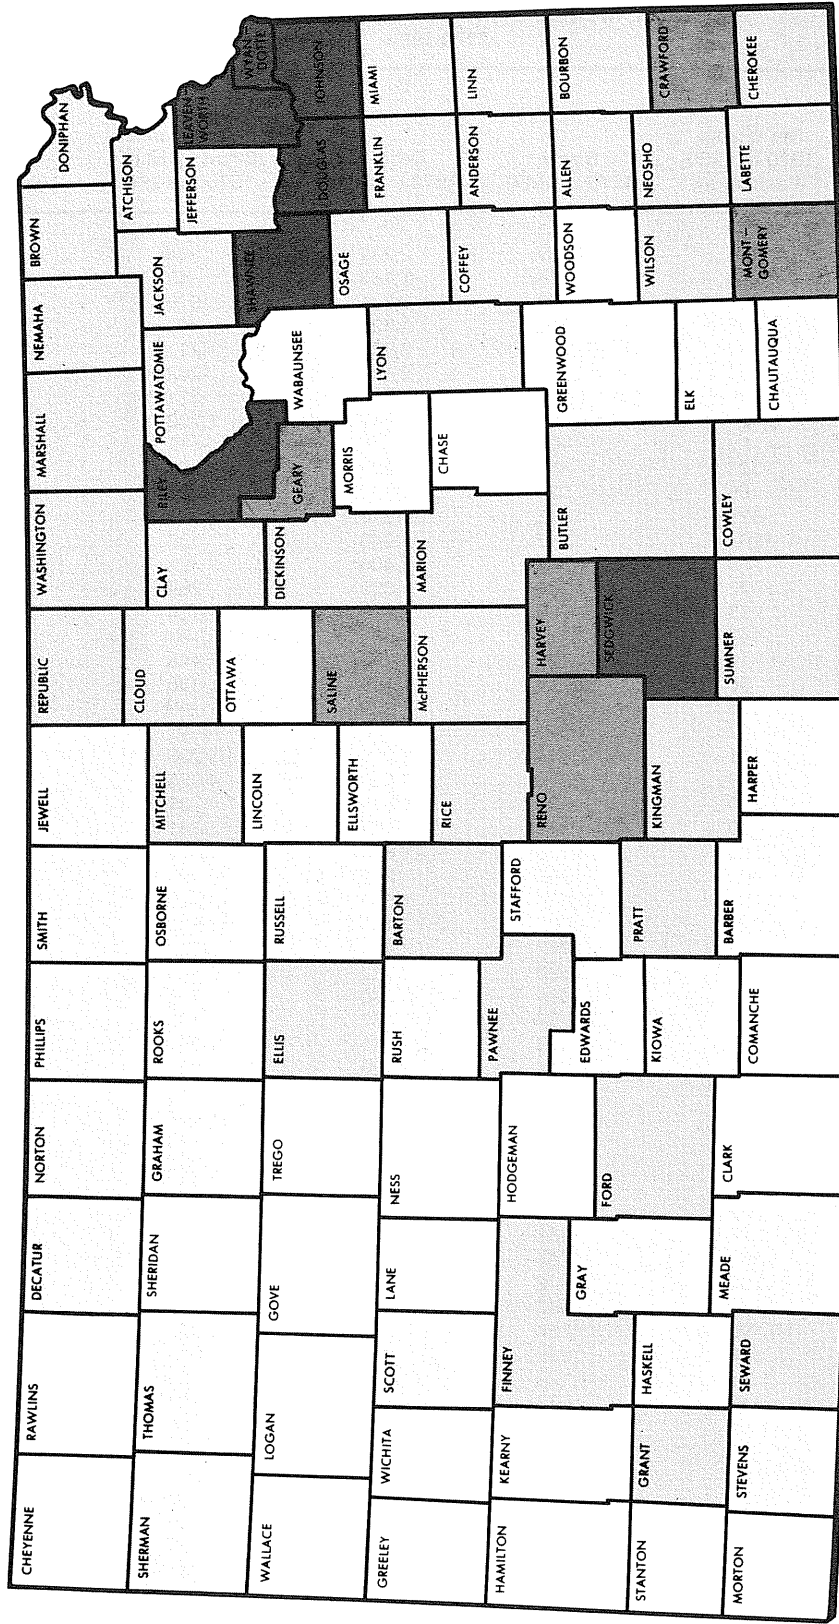 CHEYENNE
RAWLINS
DECATUR
NORTON
PHILLIPS
SMITH
JEWELL
REPUBLIC
WASHINGTON
MARSHALL
NEMAHA
BROWN
DONIPHAN
SHERMAN
THOMAS
SHERIDAN
GRAHAM
ROOKS
OSBORNE
MITCHELL
CLOUD
CLAY
RILEY
POTTAWATOMIE
JACKSON
ATCHISON
JEFFERSON
LEAVEN-
WORTH
WYAN-
DOTTE
WALLACE
LOGAN
GOVE
TREGO
ELLIS
RUSSELL
LINCOLN
OTTAWA
DICKINSON
GEARY
WABAUNSEE
SHAWNEE
DOUGLAS
JOHNSON
GREELEY
WICHITA
SCOTT
LANE
NESS
RUSH
BARTON
ELLSWORTH
SALINE
MORRIS
OSAGE
FRANKLIN
MIAMI
HAMILTON
KEARNY
FINNEY
HODGEMAN
PAWNEE
STAFFORD
RICE
McPHERSON
MARION
CHASE
LYON
COFFEY
ANDERSON
LINN
GRAY
FORD
EDWARDS
RENO
HARVEY
SEDGWICK
BUTLER
GREENWOOD
WOODSON
ALLEN
BOURBON
STANTON
GRANT
HASKELL
KIOWA
PRATT
KINGMAN
WILSON
NEOSHO
CRAWFORD
MORTON
STEVENS
SEWARD
MEADE
CLARK
COMANCHE
BARBER
HARPER
SUMNER
COWLEY
ELK
CHAUTAUQUA
MONT-
GOMERY
LABETTE
CHEROKEE